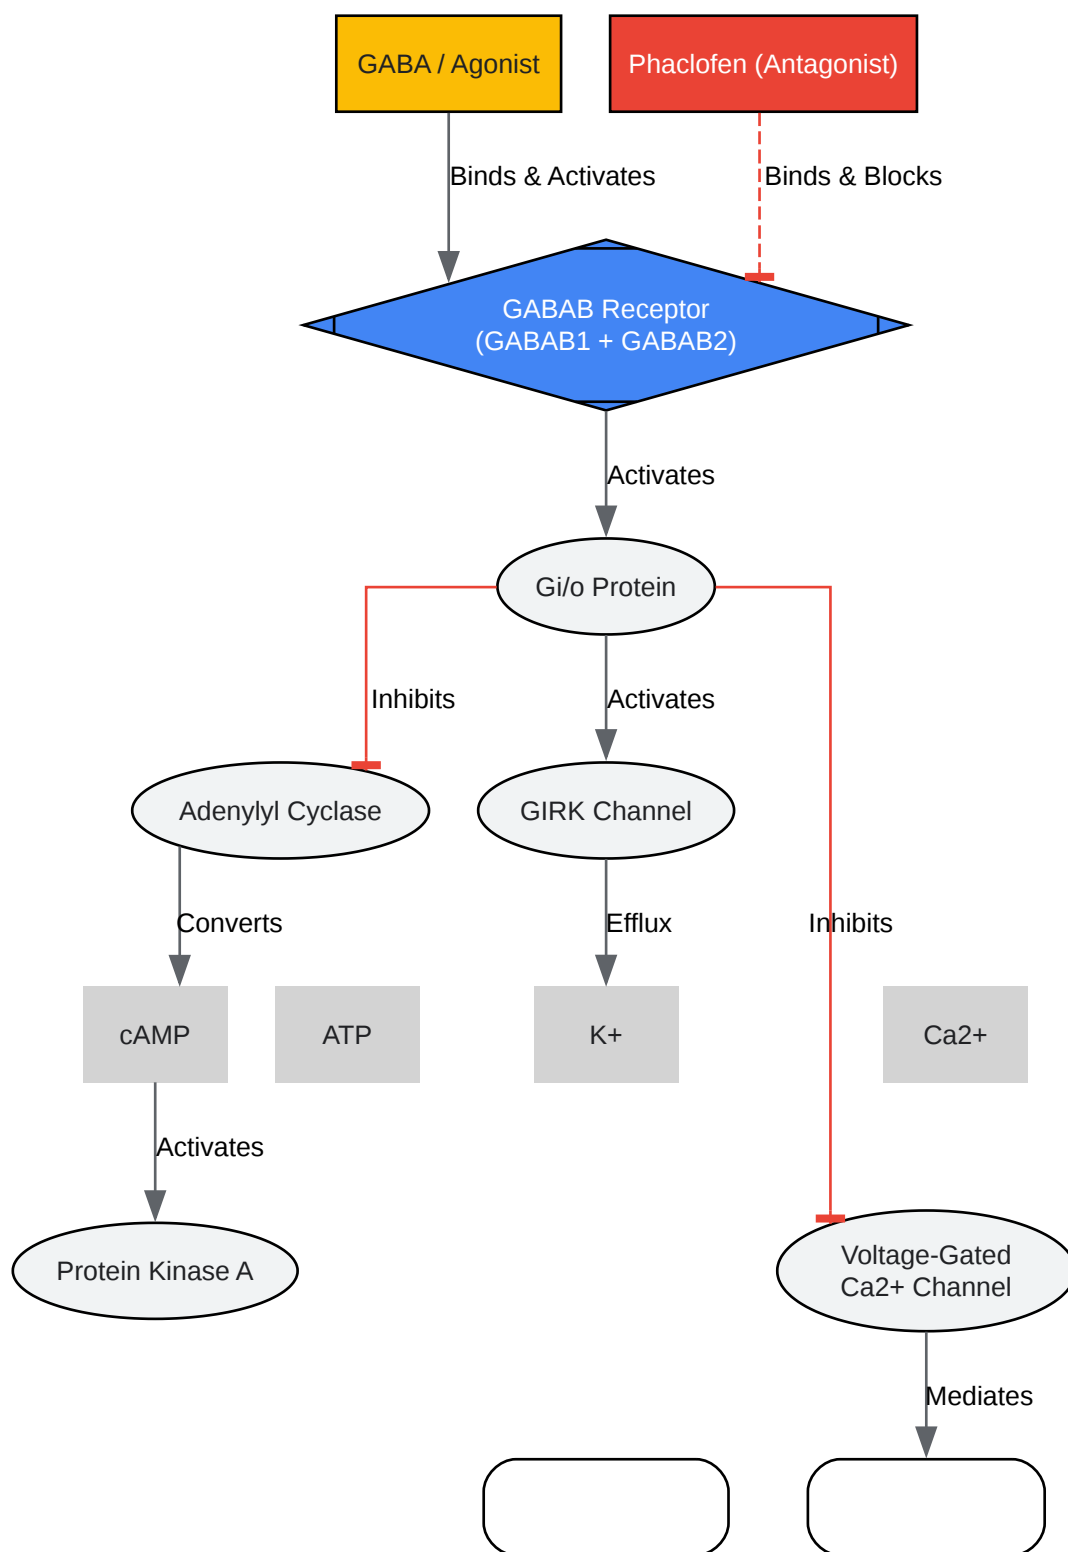 GABA / Agonist
Phaclofen (Antagonist)
Binds & Activates
Binds & Blocks
GABAB Receptor
(GABAB1 + GABAB2)
Activates
Gi/o Protein
Inhibits
Activates
Adenylyl Cyclase
GIRK Channel
Converts
Efflux
Inhibits
cAMP
ATP
K+
Ca2+
Activates
Protein Kinase A
Voltage-Gated
Ca2+ Channel
Mediates